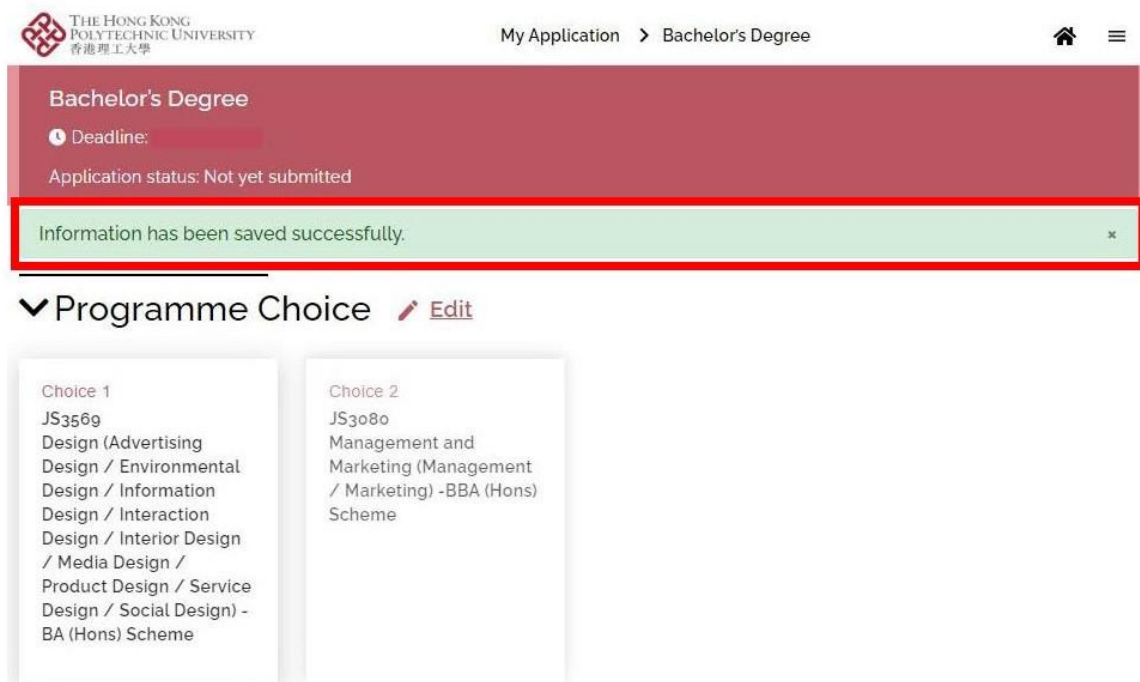 THE HONG KONG
POLYTECHNIC UNIVERSITY
香港理工大學
My Application > Bachelor's Degree
Bachelor's Degree
Deadline:
Application status: Not yet submitted
Information has been saved successfully. ×
Programme Choice Edit
Choice 1
JS3569
Design (Advertising
Design / Environmental
Design / Information
Design / Interaction
Design / Interior Design
/ Media Design /
Product Design / Service
Design / Social Design) -
BA (Hons) Scheme
Choice 2
JS3080
Management and
Marketing (Management
/ Marketing) -BBA (Hons)
Scheme